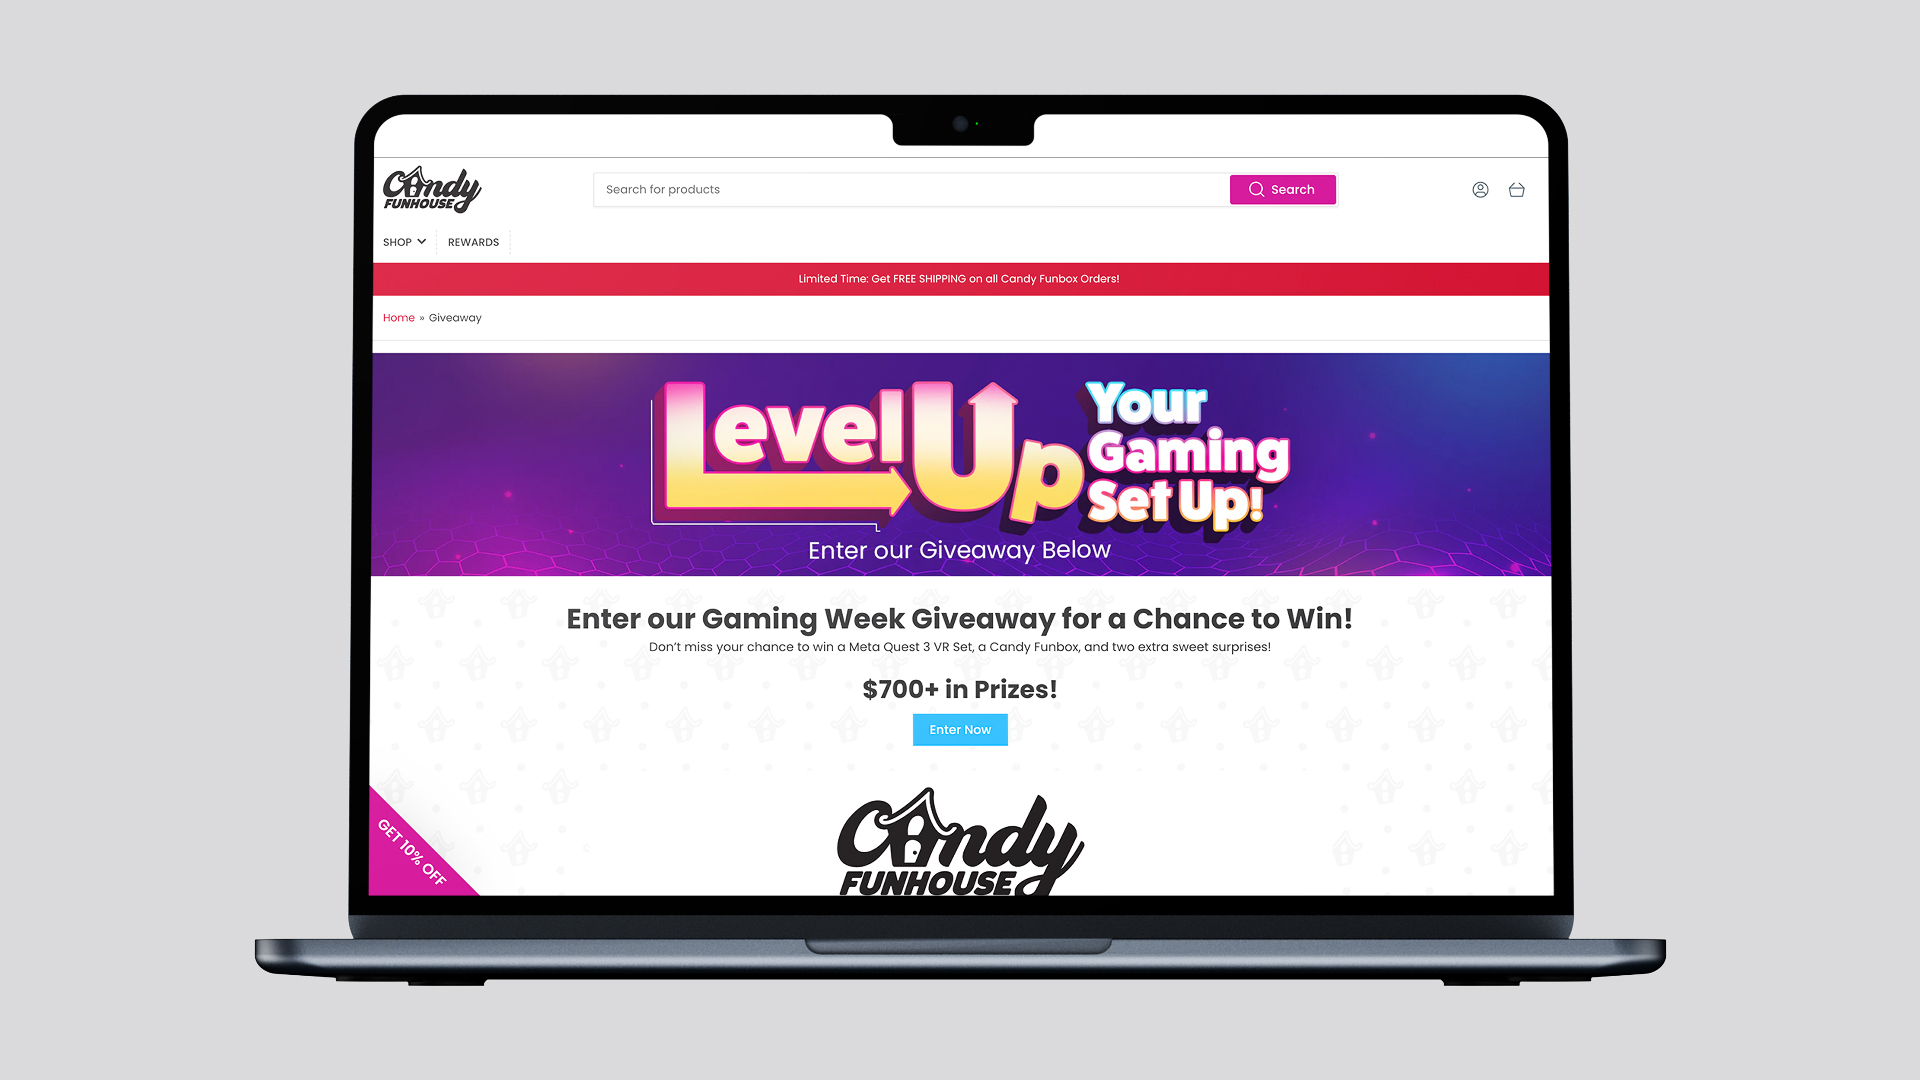 Candy
FUNHOUSE
Search for products
Search
SHOP
REWARDS
Limited Time: Get FREE SHIPPING on all Candy Funbox Orders!
Home » Giveaway
Level Up
Your
Gaming
Set Up!
Enter our Giveaway Below
Enter our Gaming Week Giveaway for a Chance to Win!
Don't miss your chance to win a Meta Quest 3 VR Set, a Candy Funbox, and two extra sweet surprises!
$700+ in Prizes!
Enter Now
Candy
FUNHOUSE
GET 10% OFF